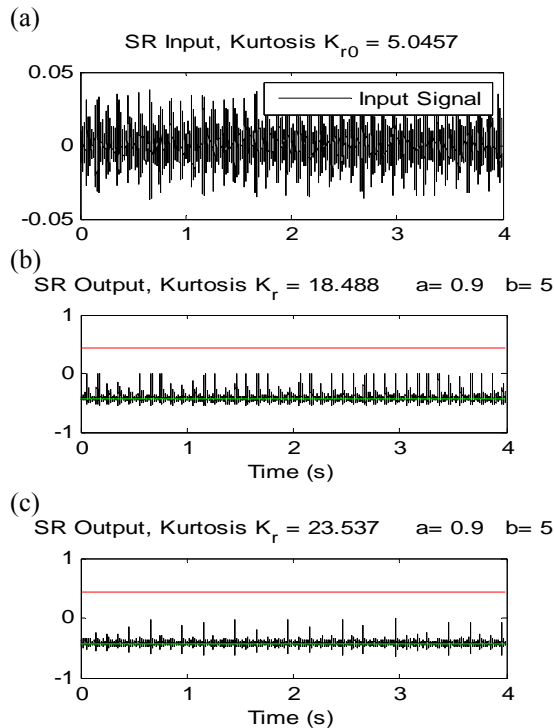 (a)
SR Input, Kurtosis K_r0 = 5.0457
0.05
Input Signal
0
-0.05
0 1 2 3 4
(b)
SR Output, Kurtosis K_r = 18.488 a= 0.9 b= 5
1
0
-1
0 1 2 3 4
Time (s)
(c)
SR Output, Kurtosis K_r = 23.537 a= 0.9 b= 5
1
0
-1
0 1 2 3 4
Time (s)